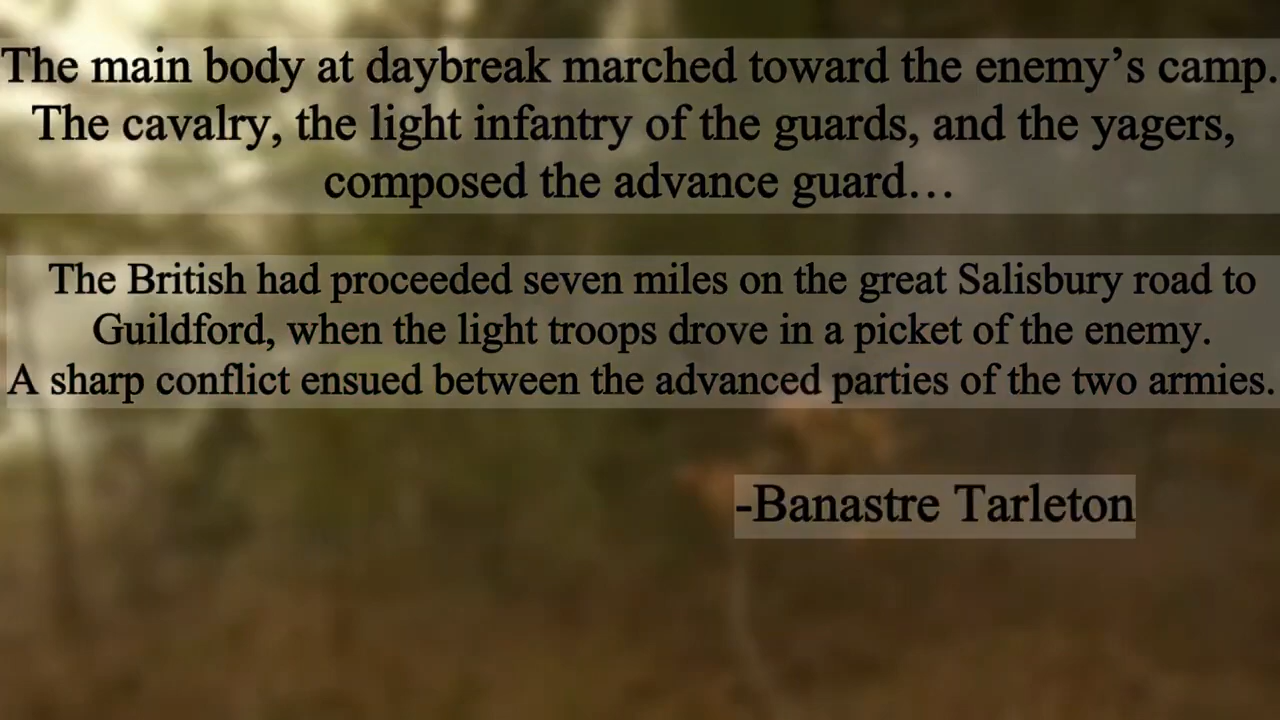 The main body at daybreak marched toward the enemy’s camp.
The cavalry, the light infantry of the guards, and the yagers,
composed the advance guard…
The British had proceeded seven miles on the great Salisbury road to
Guildford, when the light troops drove in a picket of the enemy.
A sharp conflict ensued between the advanced parties of the two armies.
-Banastre Tarleton